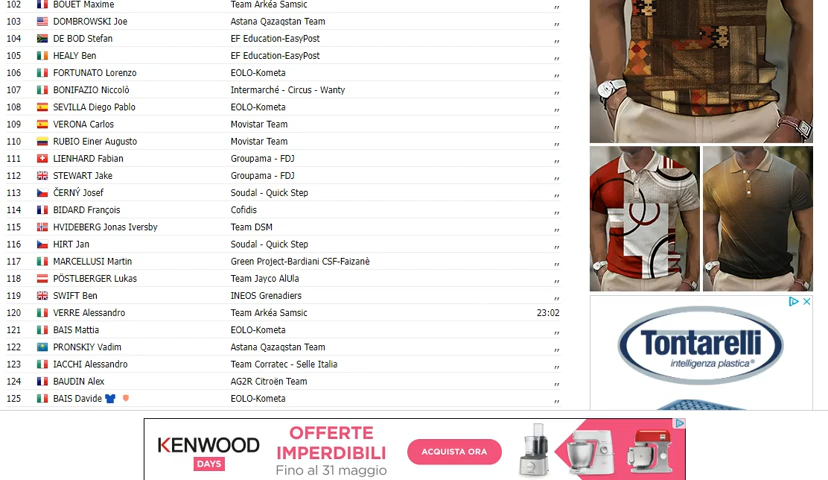 102 BOUET Maxime Team Arkéa Samsic ,,
103 DOMBROWSKI Joe Astana Qazaqstan Team ,,
104 DE BOD Stefan EF Education-EasyPost ,,
105 HEALY Ben EF Education-EasyPost ,,
106 FORTUNATO Lorenzo EOLO-Kometa ,,
107 BONIFAZIO Niccolò Intermarché - Circus - Wanty ,,
108 SEVILLA Diego Pablo EOLO-Kometa ,,
109 VERONA Carlos Movistar Team ,,
110 RUBIO Einer Augusto Movistar Team ,,
111 LIENHARD Fabian Groupama - FDJ ,,
112 STEWART Jake Groupama - FDJ ,,
113 ČERNÝ Josef Soudal - Quick Step ,,
114 BIDARD François Cofidis ,,
115 HVIDEBERG Jonas Iversby Team DSM ,,
116 HIRT Jan Soudal - Quick Step ,,
117 MARCELLUSI Martin Green Project-Bardiani CSF-Faizanè ,,
118 PÖSTLBERGER Lukas Team Jayco AlUla ,,
119 SWIFT Ben INEOS Grenadiers ,,
120 VERRE Alessandro Team Arkéa Samsic 23:02
121 BAIS Mattia EOLO-Kometa ,,
122 PRONSKIY Vadim Astana Qazaqstan Team ,,
123 IACCHI Alessandro Team Corratec - Selle Italia ,,
124 BAUDIN Alex AG2R Citroën Team ,,
125 BAIS Davide EOLO-Kometa ,,
Tontarelli
intelligenza plastica®
KENWOOD
DAYS
OFFERTE
IMPERDIBILI
Fino al 31 maggio
ACQUISTA ORA